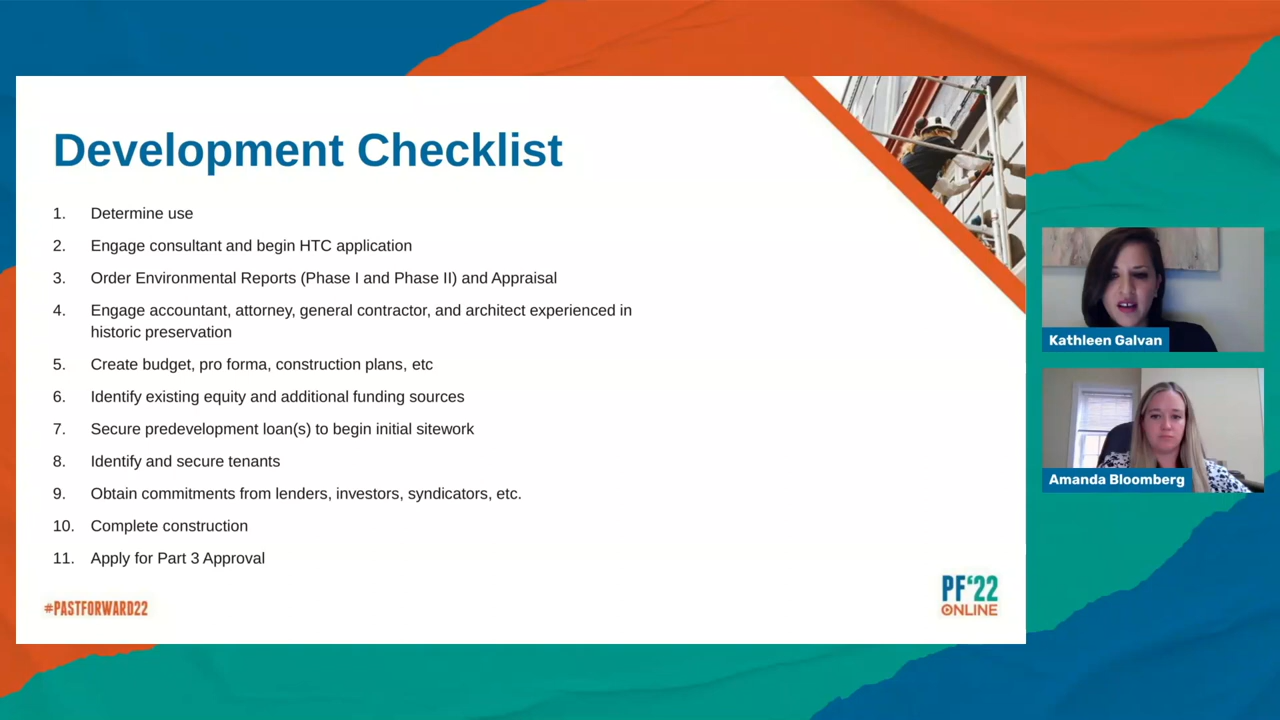 Development Checklist
1. Determine use
2. Engage consultant and begin HTC application
3. Order Environmental Reports (Phase I and Phase II) and Appraisal
4. Engage accountant, attorney, general contractor, and architect experienced in
historic preservation
5. Create budget, pro forma, construction plans, etc
6. Identify existing equity and additional funding sources
7. Secure predevelopment loan(s) to begin initial sitework
8. Identify and secure tenants
9. Obtain commitments from lenders, investors, syndicators, etc.
10. Complete construction
11. Apply for Part 3 Approval
#PASTFORWARD22
PF‘22
ONLINE
Kathleen Galvan
Amanda Bloomberg